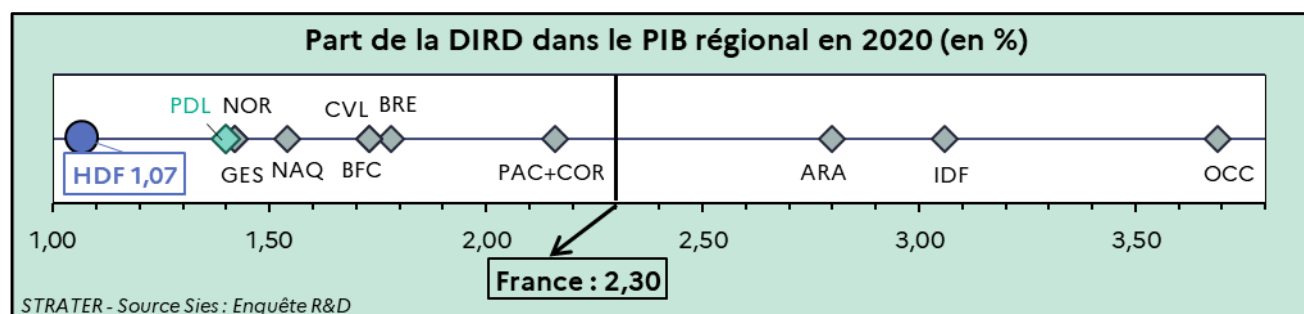 Part de la DIRD dans le PIB régional en 2020 (en %)
PDL NOR CVL BRE
HDF 1,07 GES NAQ BFC PAC+COR ARA IDF OCC
1,00 1,50 2,00 2,50 3,00 3,50
France : 2,30
STRATER - Source Sies : Enquête R&D